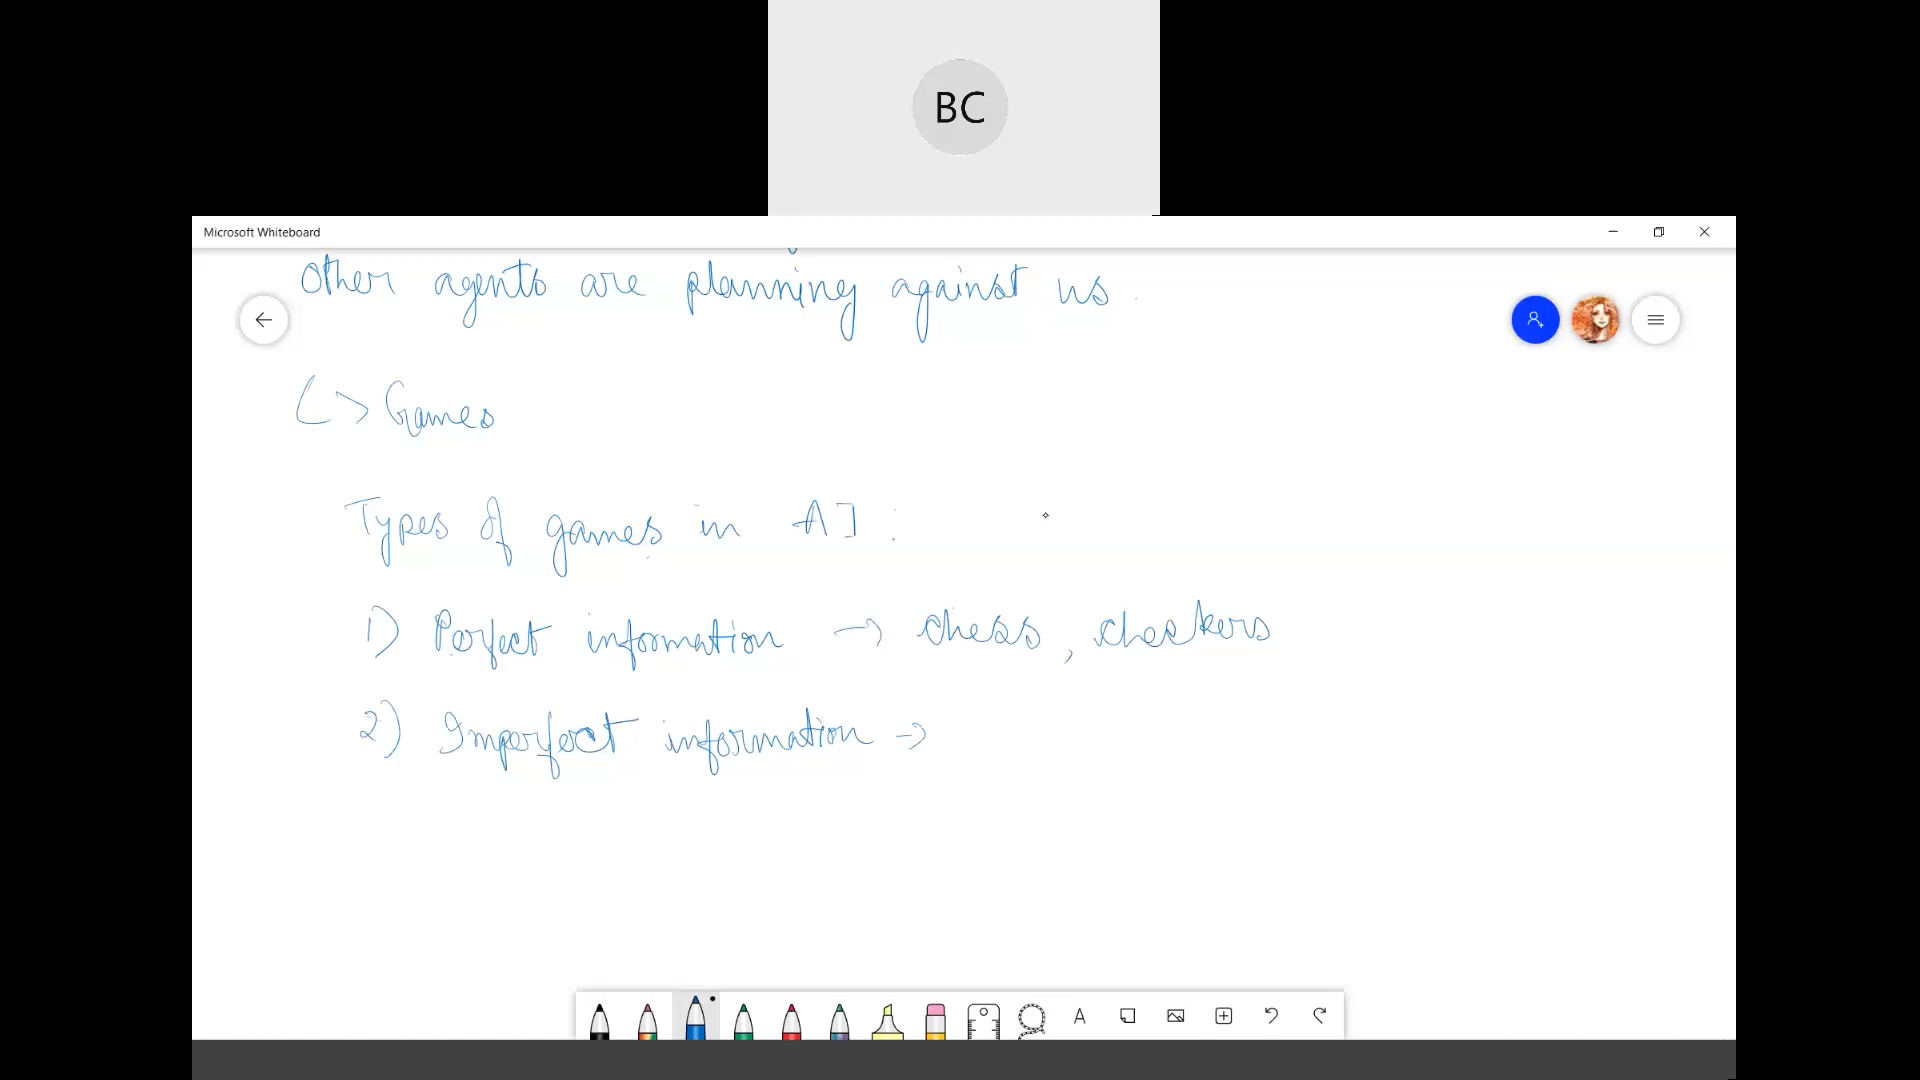 BC
Microsoft Whiteboard
other agents are planning against us.
↳ Games
Types of games in AI :
1) Perfect information → chess, checkers
2) Imperfect information →
A